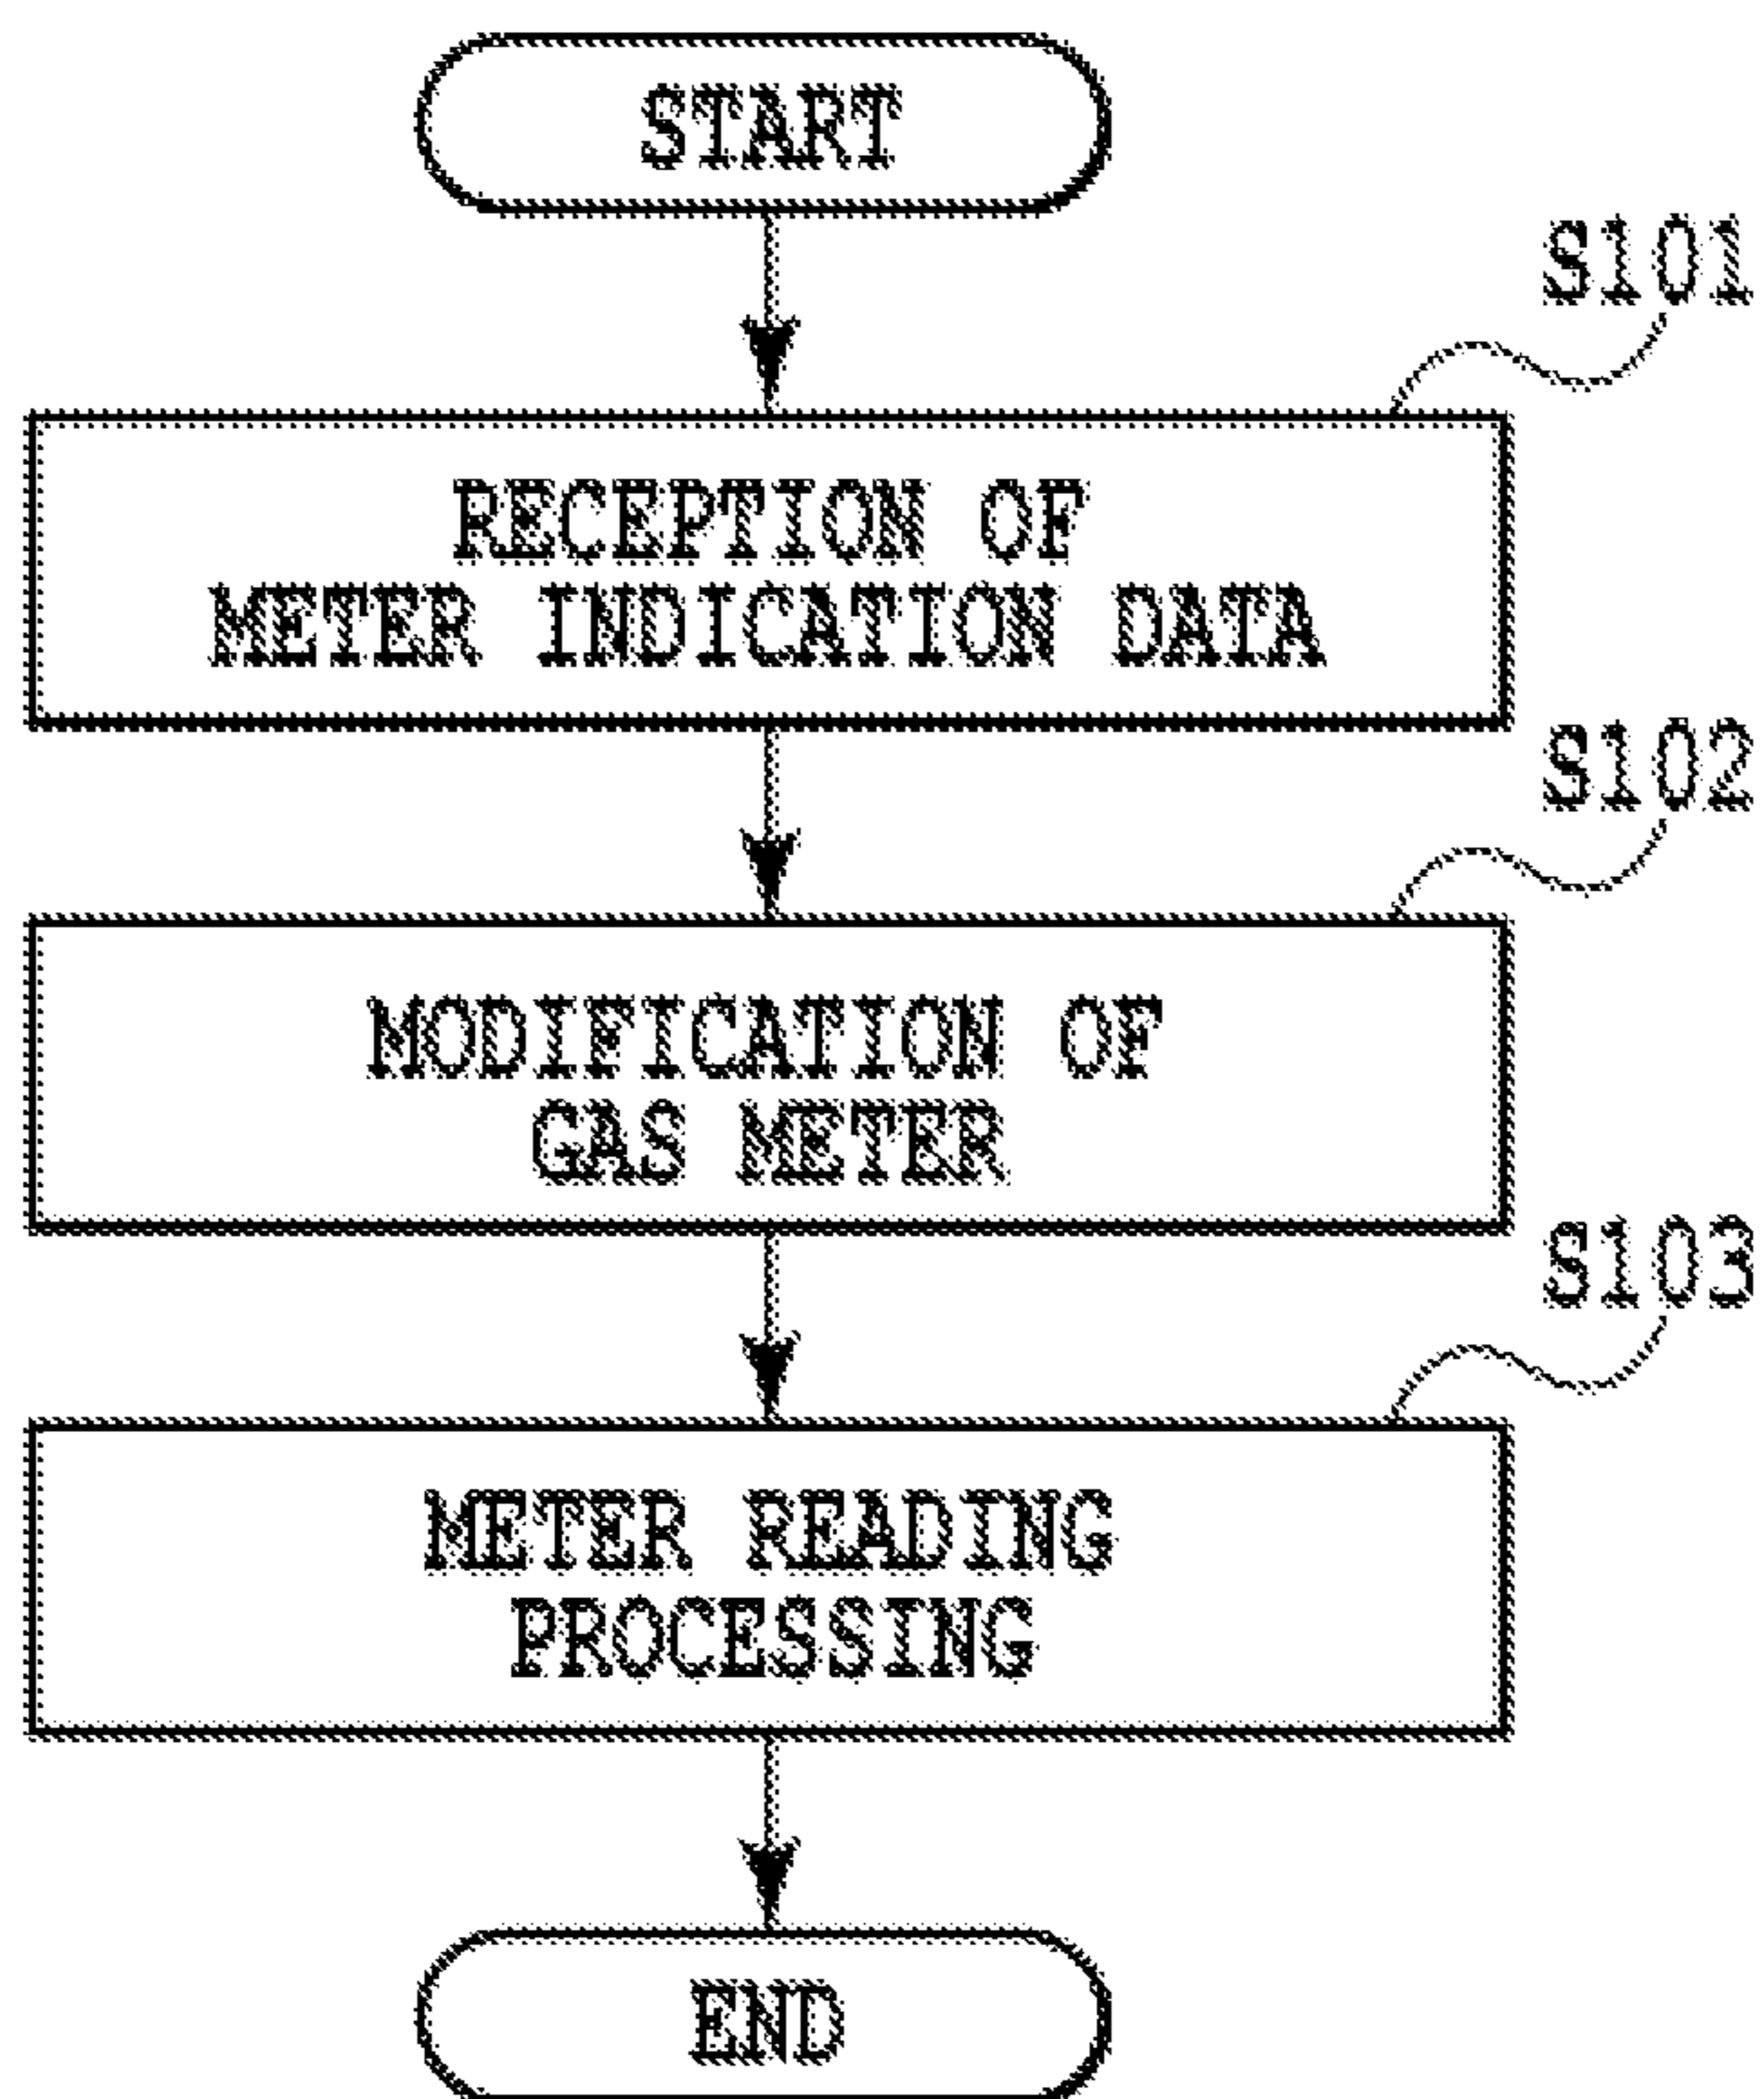 START
S101
RECEPTION OF
METER INDICATION DATA
S102
MODIFICATION OF
GAS METER
S103
METER READING
PROCESSING
END